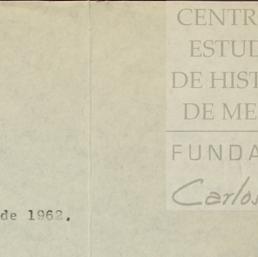 CENTR
ESTUD
DE HIST
DE ME
FUNDA
Carlos
de 1962.